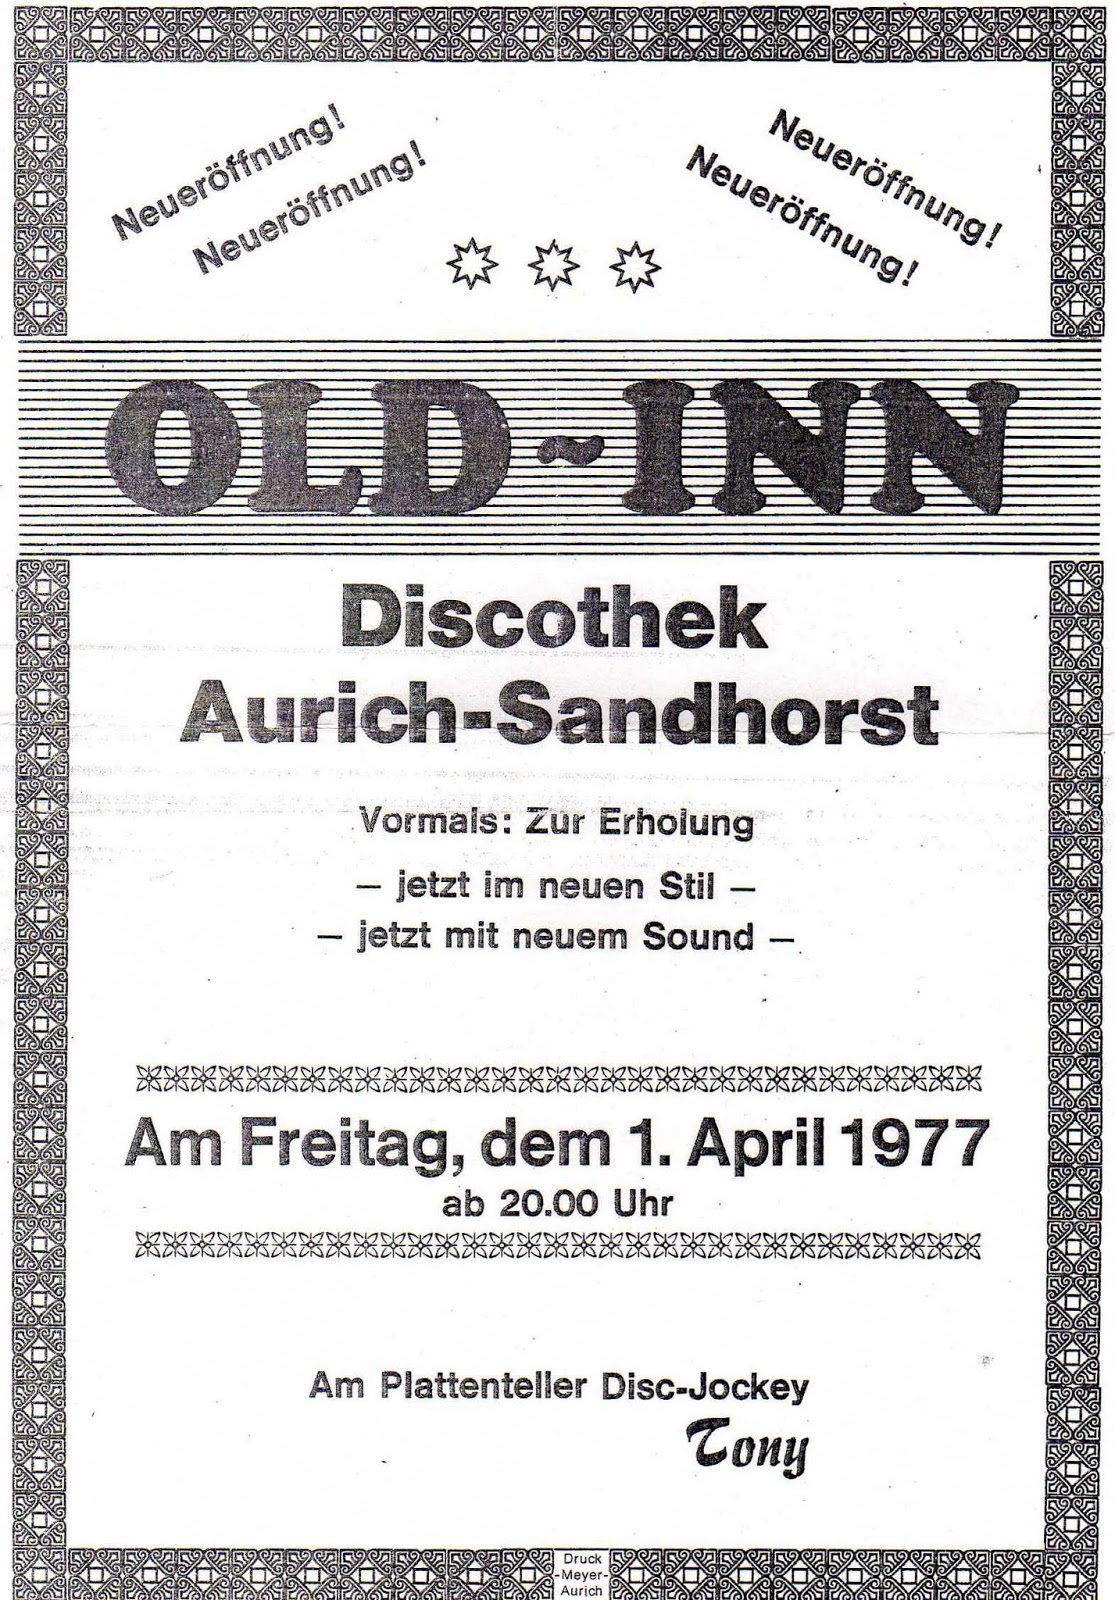 Neueröffnung!
Neueröffnung!
Neueröffnung!
Neueröffnung!
OLD~INN
Discothek
Aurich-Sandhorst
Vormals: Zur Erholung
— jetzt im neuen Stil —
— jetzt mit neuem Sound —
Am Freitag, dem 1. April 1977
ab 20.00 Uhr
Am Plattenteller Disc-Jockey
Tony
Druck
-Meyer-
Aurich